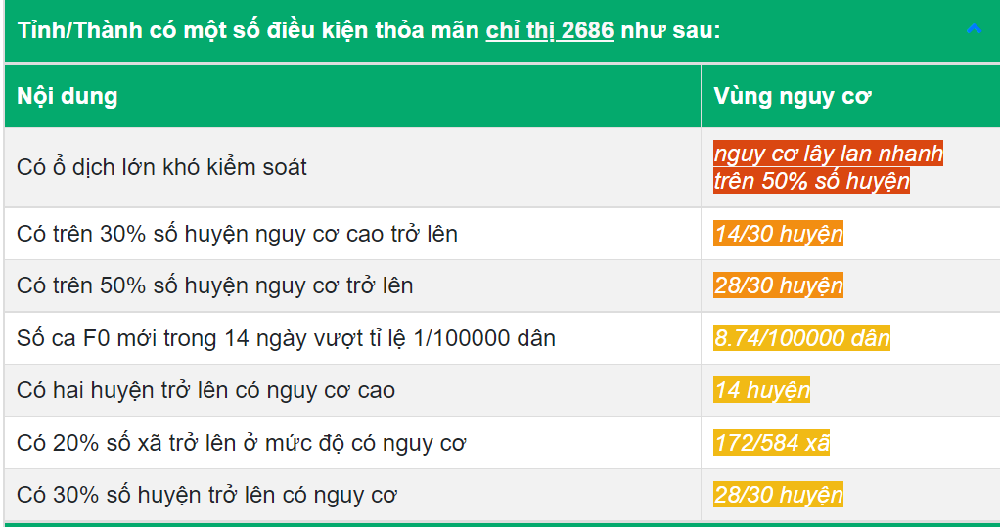 Tỉnh/Thành có một số điều kiện thỏa mãn chỉ thị 2686 như sau:
Nội dung
Vùng nguy cơ
Có ổ dịch lớn khó kiểm soát
nguy cơ lây lan nhanh
trên 50% số huyện
Có trên 30% số huyện nguy cơ cao trở lên
14/30 huyện
Có trên 50% số huyện nguy cơ trở lên
28/30 huyện
Số ca F0 mới trong 14 ngày vượt tỉ lệ 1/100000 dân
8.74/100000 dân
Có hai huyện trở lên có nguy cơ cao
14 huyện
Có 20% số xã trở lên ở mức độ có nguy cơ
172/584 xã
Có 30% số huyện trở lên có nguy cơ
28/30 huyện